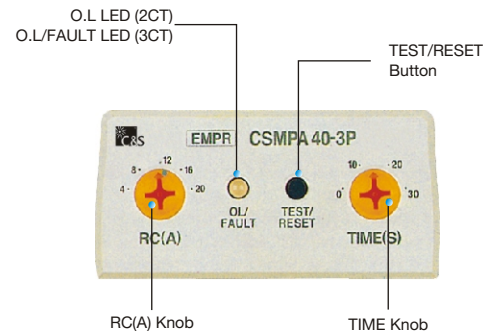 O.L LED (2CT)
O.L/FAULT LED (3CT)
TEST/RESET
Button
C&S
EMPR CSMPA 40-3P
8 12 16
4 20
10 20
0 30
OL/
FAULT
TEST/
RESET
RC(A)
TIME(S)
RC(A) Knob
TIME Knob